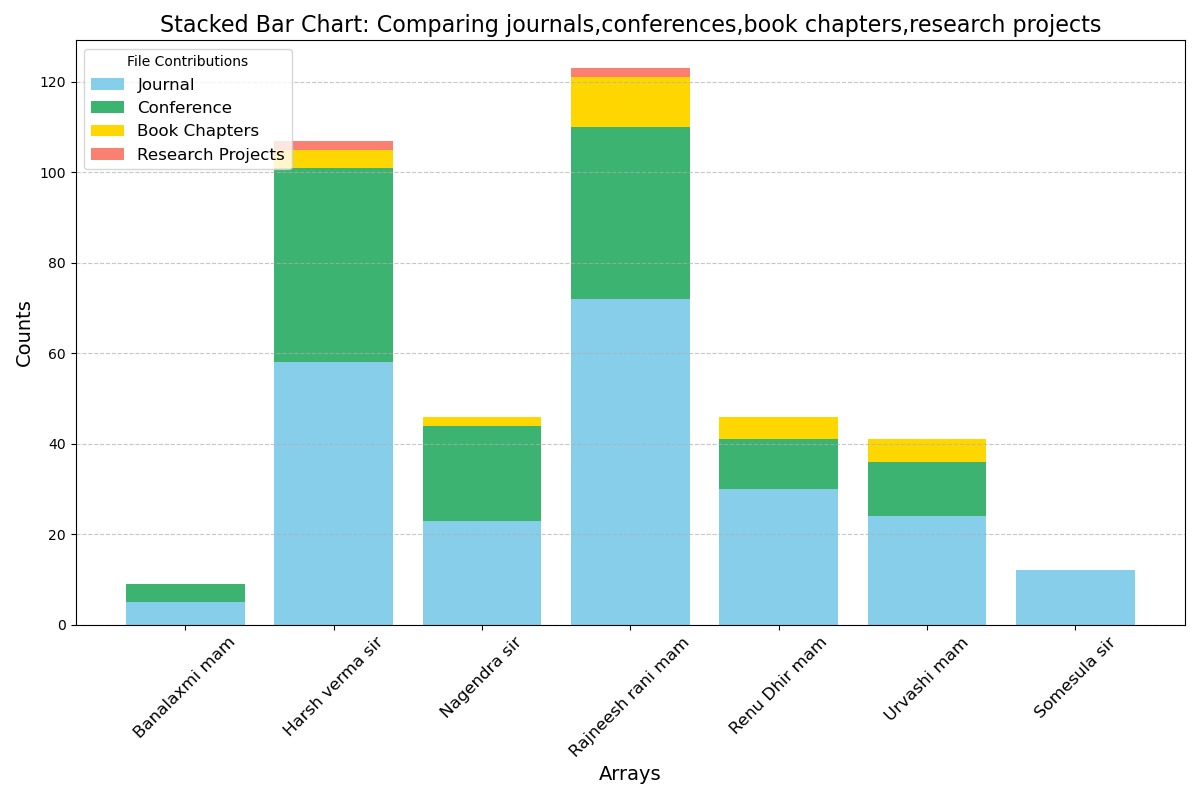 Stacked Bar Chart: Comparing journals,conferences,book chapters,research projects
File Contributions
Journal
Conference
Book Chapters
Research Projects
120
100
80
60
40
20
0
Counts
Banalaxmi mam
Harsh verma sir
Nagendra sir
Rajneesh rani mam
Renu Dhir mam
Urvashi mam
Somesula sir
Arrays